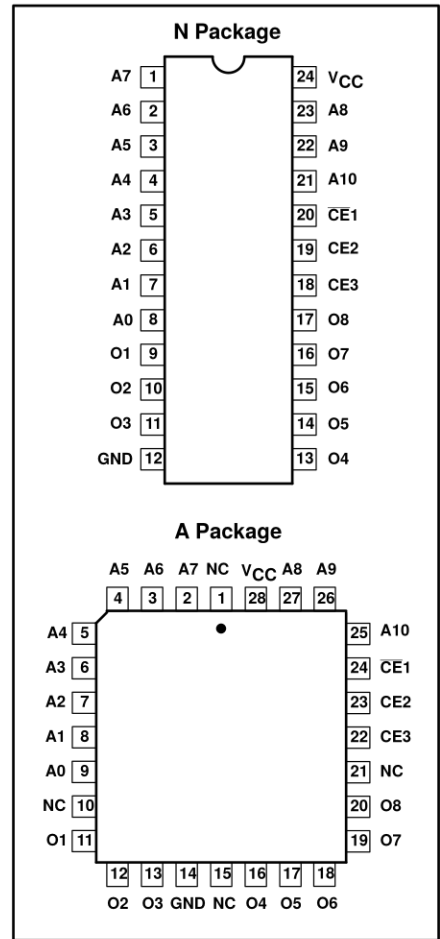 N Package
A7 1 24 VCC
A6 2 23 A8
A5 3 22 A9
A4 4 21 A10
A3 5 20 C̅E̅1
A2 6 19 CE2
A1 7 18 CE3
A0 8 17 O8
O1 9 16 O7
O2 10 15 O6
O3 11 14 O5
GND 12 13 O4
A Package
A5 A6 A7 NC VCC A8 A9
4 3 2 1 28 27 26
A4 5 25 A10
A3 6 24 C̅E̅1
A2 7 23 CE2
A1 8 22 CE3
A0 9 21 NC
NC 10 20 O8
O1 11 19 O7
12 13 14 15 16 17 18
O2 O3 GND NC O4 O5 O6